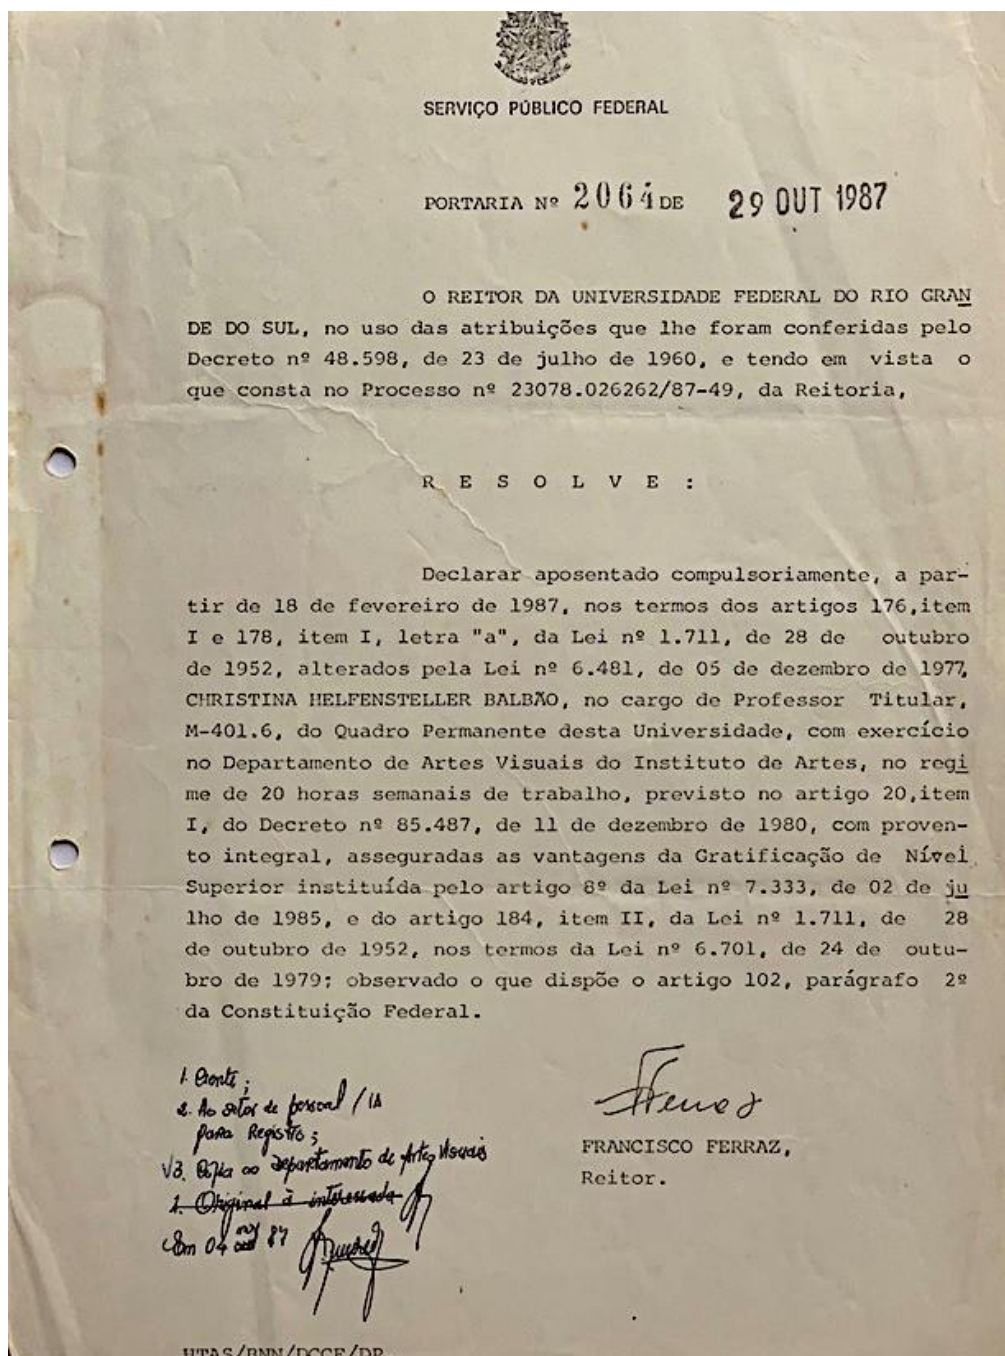 SERVIÇO PÚBLICO FEDERAL
PORTARIA Nº 2064 DE 29 OUT 1987
O REITOR DA UNIVERSIDADE FEDERAL DO RIO GRAN
DE DO SUL, no uso das atribuições que lhe foram conferidas pelo
Decreto nº 48.598, de 23 de julho de 1960, e tendo em vista o
que consta no Processo nº 23078.026262/87-49, da Reitoria,
R E S O L V E :
Declarar aposentado compulsoriamente, a par-
tir de 18 de fevereiro de 1987, nos termos dos artigos 176,item
I e 178, item I, letra "a", da Lei nº 1.711, de 28 de outubro
de 1952, alterados pela Lei nº 6.481, de 05 de dezembro de 1977,
CHRISTINA HELFENSTELLER BALBÃO, no cargo de Professor Titular,
M-401.6, do Quadro Permanente desta Universidade, com exercício
no Departamento de Artes Visuais do Instituto de Artes, no regi
me de 20 horas semanais de trabalho, previsto no artigo 20,item
I, do Decreto nº 85.487, de 11 de dezembro de 1980, com proven-
to integral, asseguradas as vantagens da Gratificação de Nível
Superior instituída pelo artigo 8º da Lei nº 7.333, de 02 de ju
lho de 1985, e do artigo 184, item II, da Lei nº 1.711, de 28
de outubro de 1952, nos termos da Lei nº 6.701, de 24 de outu-
bro de 1979; observado o que dispõe o artigo 102, parágrafo 2º
da Constituição Federal.
1. Ciente;
2. Ao setor de pessoal / IA
para Registro;
3. Cópia ao Departamento de Artes Visuais
1. Original à interessada
Em 04 nov 87
FRANCISCO FERRAZ,
Reitor.